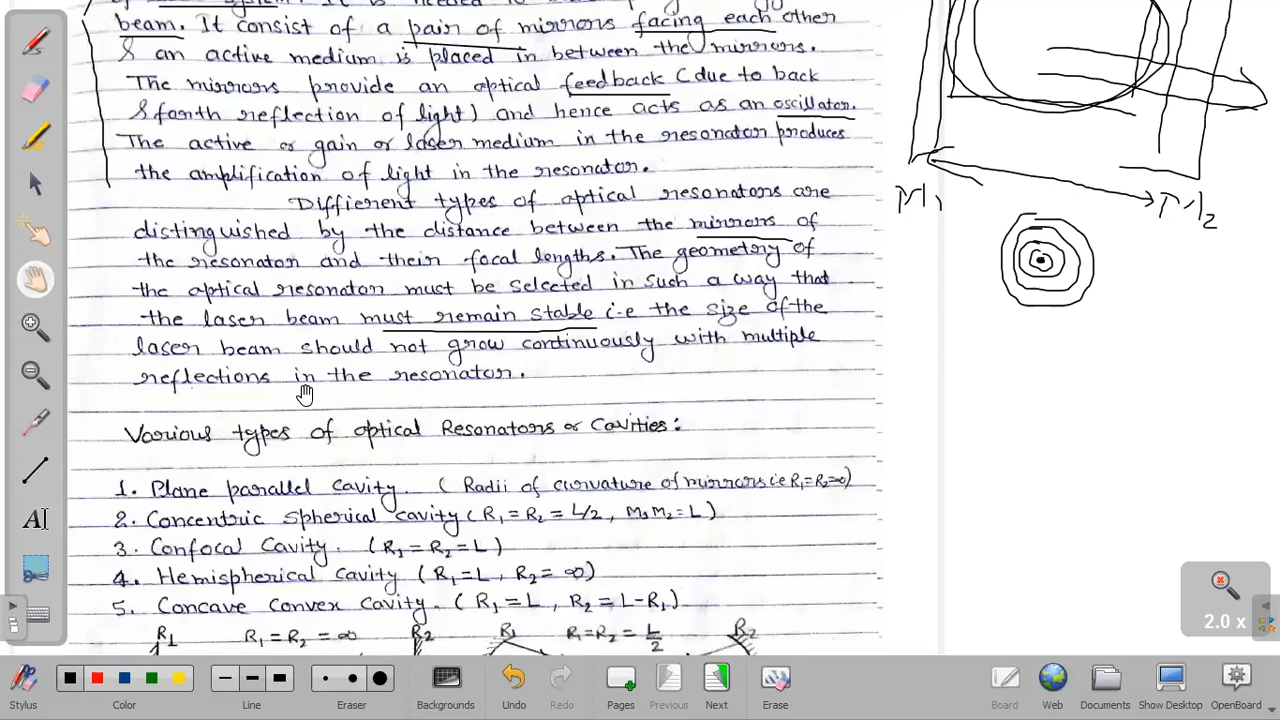 beam. It consist of a pair of mirrors facing each other
& an active medium is placed in between the mirrors.
The mirrors provide an optical feedback (due to back
& forth reflection of light) and hence acts as an oscillator.
The active or gain or laser medium in the resonator produces
the amplification of light in the resonator.
Different types of optical resonators are
distinguished by the distance between the mirrors of
the resonator and their focal lengths. The geometry of
the optical resonator must be selected in such a way that
the laser beam must remain stable i.e the size of the
laser beam should not grow continuously with multiple
reflections in the resonator.
Various types of optical Resonators or Cavities:
1 Plane parallel cavity. ( Radii of curvature of mirrors i.e R1=R2=∞)
2. Concentric Spherical cavity (R1=R2=L/2, M1M2=L)
3. Confocal Cavity. (R1=R2=L)
4. Hemispherical cavity (R1=L, R2=∞)
5. Concave convex cavity. (R1=L, R2=L-R1)
R1 R1=R2=∞ R2 R1 R1=R2=L/2 R2
M1
M2
2.0 x
Stylus
Color
Line
Eraser
Backgrounds
Undo
Redo
Pages
Previous
Next
Erase
Board
Web
Documents
Show Desktop
OpenBoard